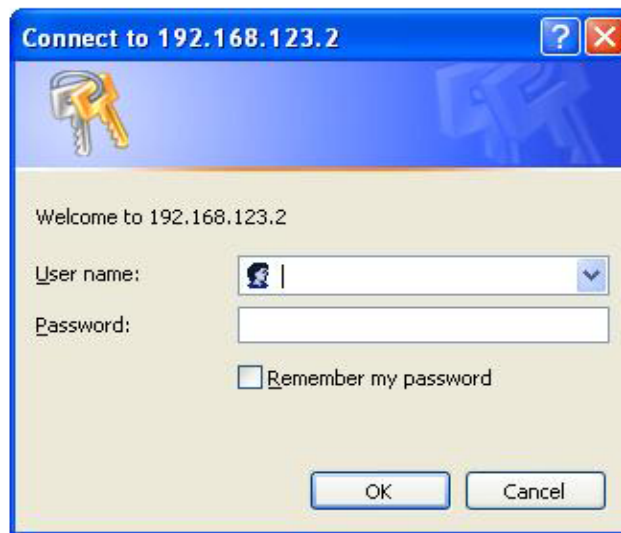 Connect to 192.168.123.2
Welcome to 192.168.123.2
User name:
Password:
Remember my password
OK Cancel